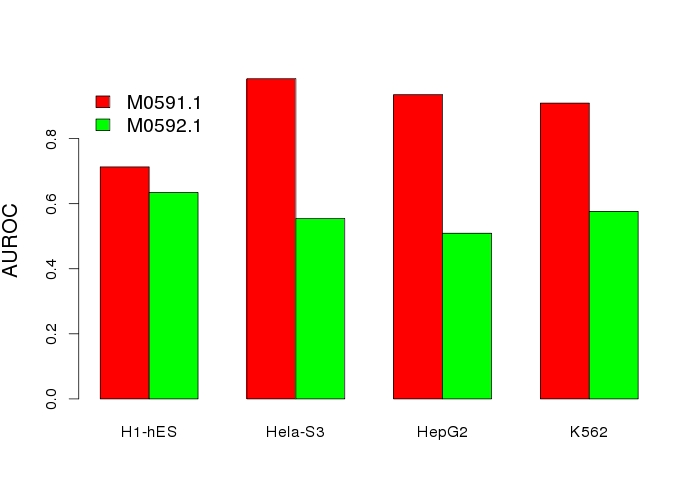 M0591.1
M0592.1
AUROC
0.8
0.6
0.4
0.2
0.0
H1-hES
Hela-S3
HepG2
K562